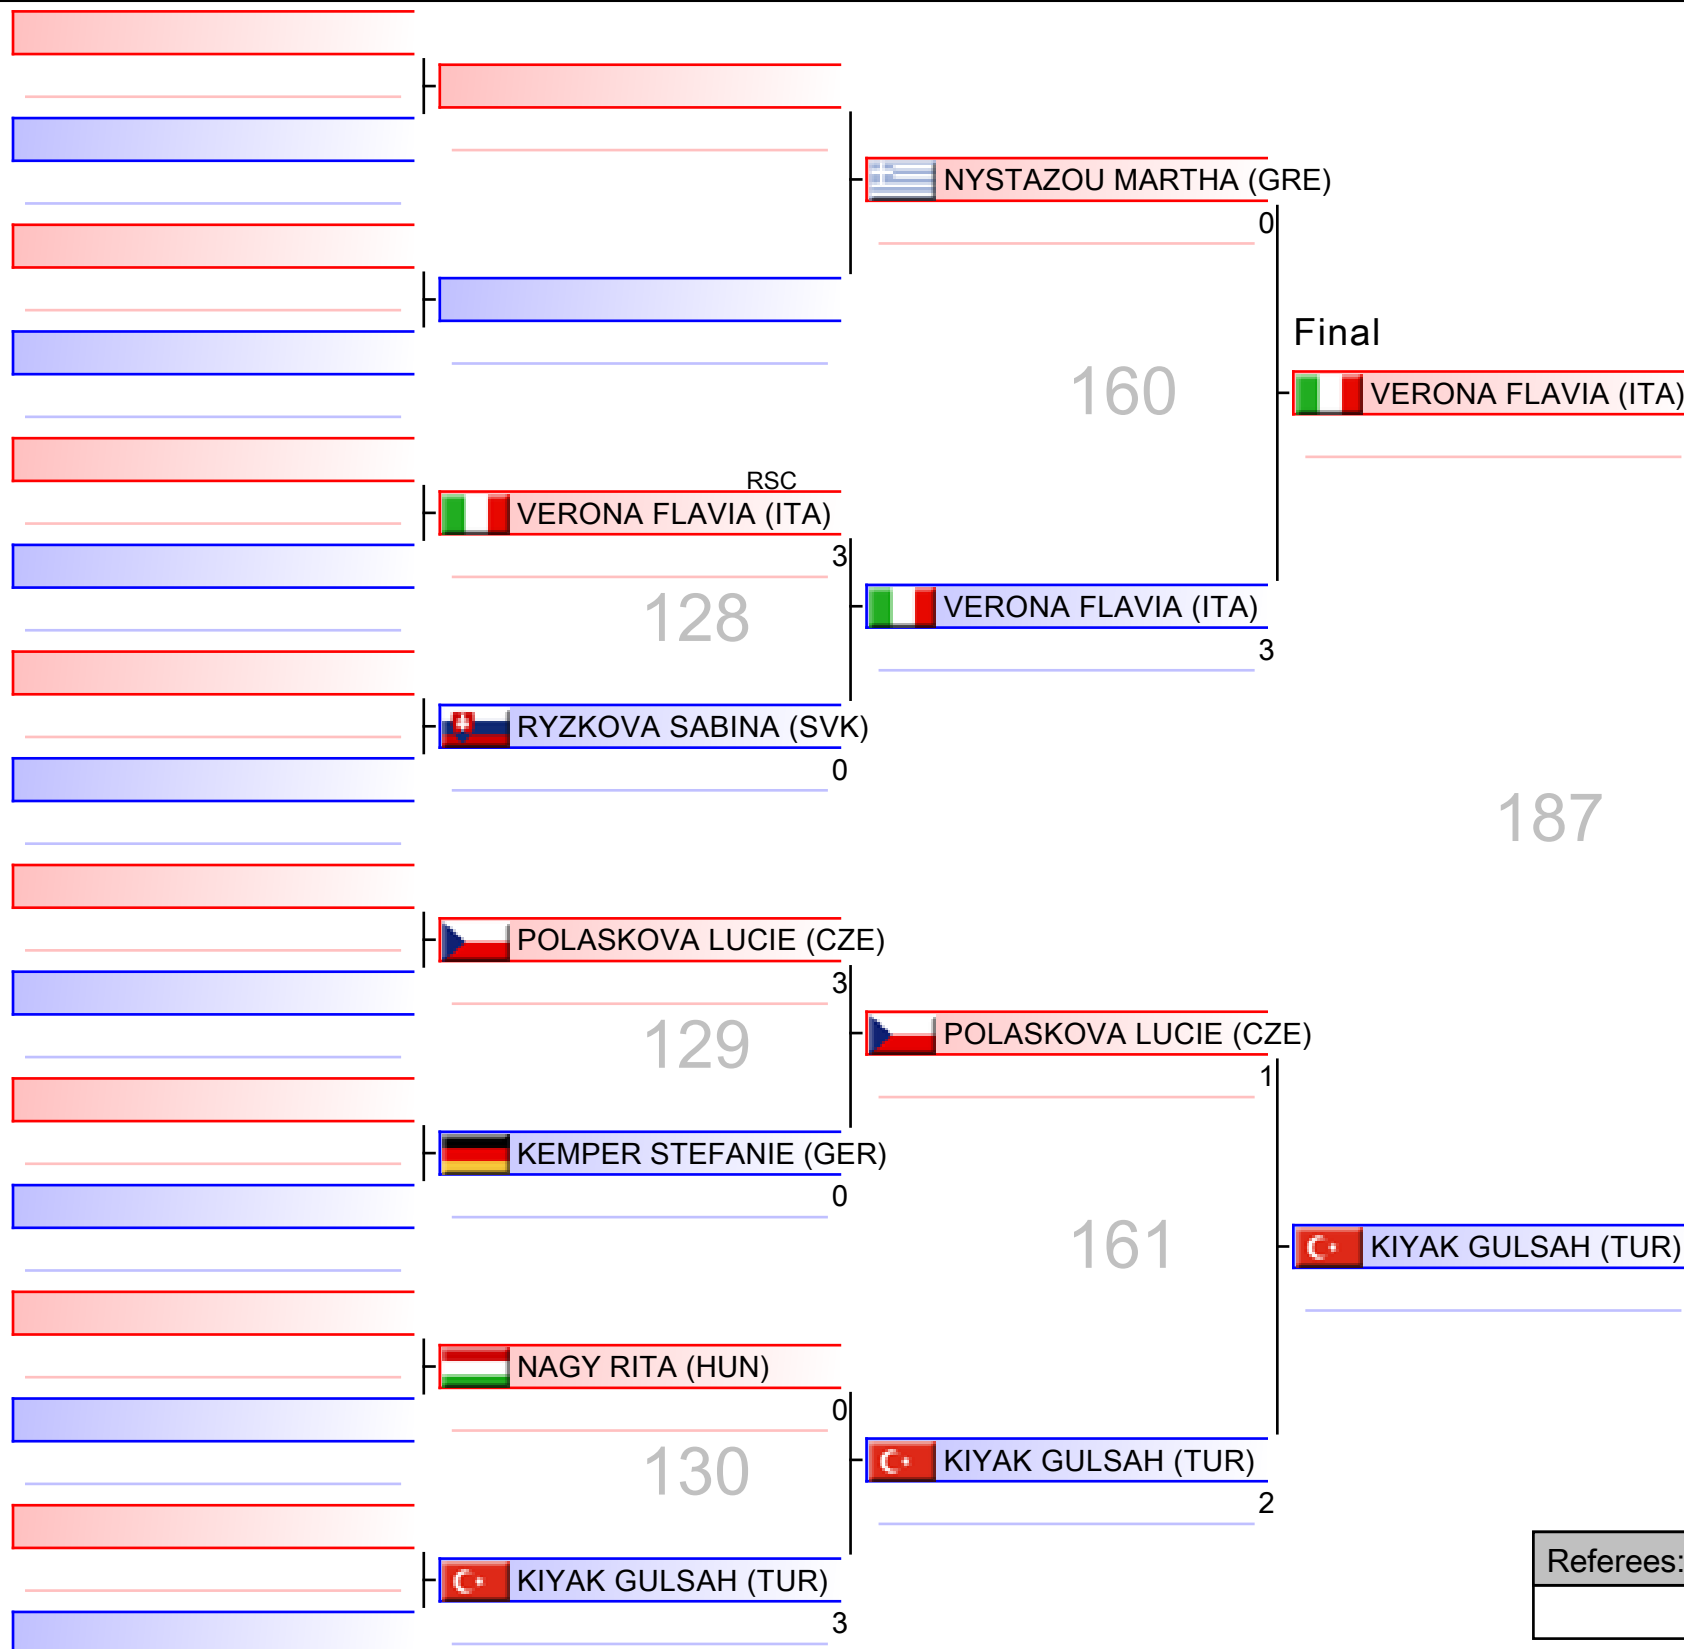 NYSTAZOU MARTHA (GRE)
0
Final
160
VERONA FLAVIA (ITA)
RSC
VERONA FLAVIA (ITA)
3
128
VERONA FLAVIA (ITA)
3
RYZKOVA SABINA (SVK)
0
187
POLASKOVA LUCIE (CZE)
3
129
POLASKOVA LUCIE (CZE)
1
KEMPER STEFANIE (GER)
0
161
KIYAK GULSAH (TUR)
NAGY RITA (HUN)
0
130
KIYAK GULSAH (TUR)
2
KIYAK GULSAH (TUR)
3
Referees: